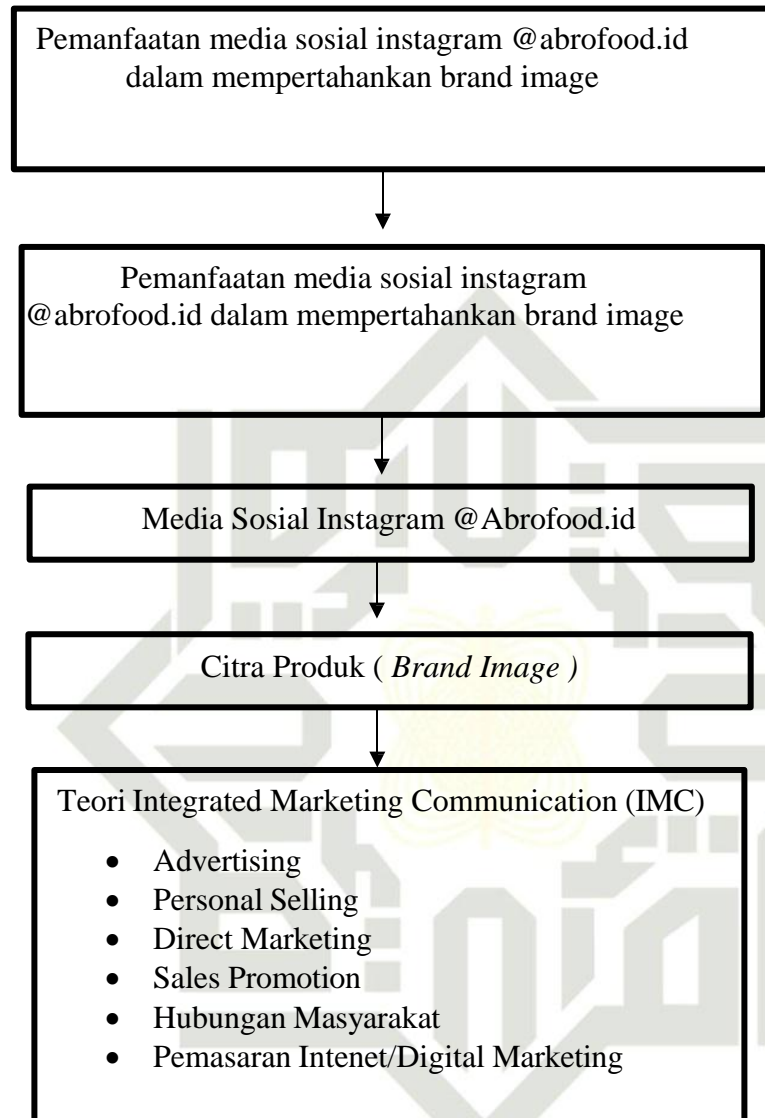 Pemanfaatan media sosial instagram @abrofood.id
dalam mempertahankan brand image
Pemanfaatan media sosial instagram
@abrofood.id dalam mempertahankan brand image
Media Sosial Instagram @Abrofood.id
Citra Produk ( Brand Image )
Teori Integrated Marketing Communication (IMC)
• Advertising
• Personal Selling
• Direct Marketing
• Sales Promotion
• Hubungan Masyarakat
• Pemasaran Intenet/Digital Marketing